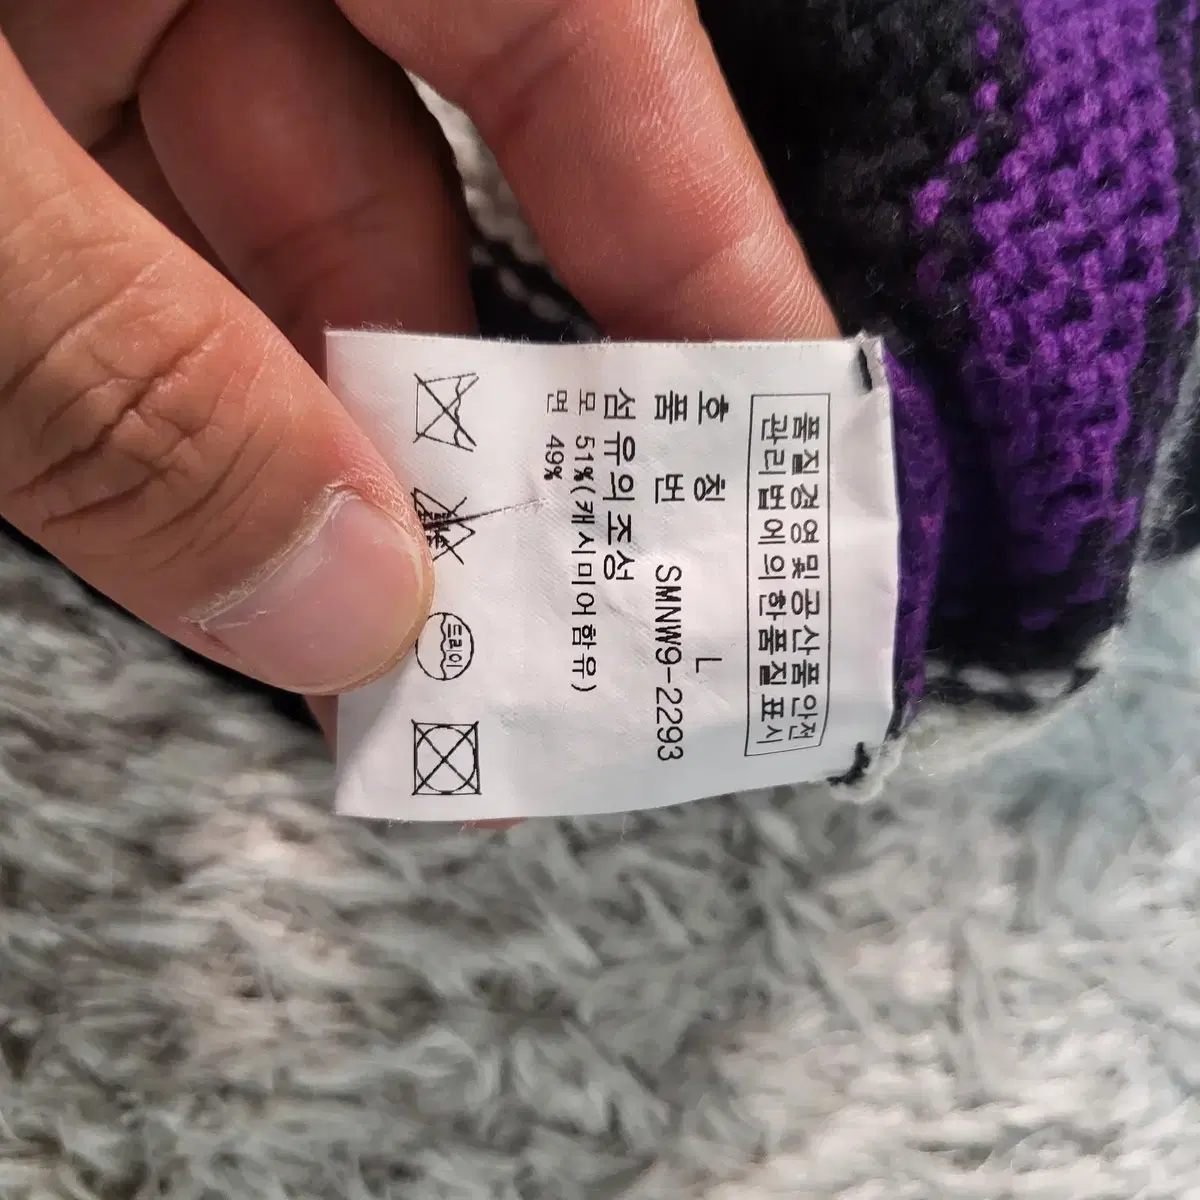 품질경영및공산품안전
관리법에의한품질표시
호 칭 L
품 번 SMNW9-2293
섬유의조성
모 51%(캐시미어함유)
면 49%
드라이